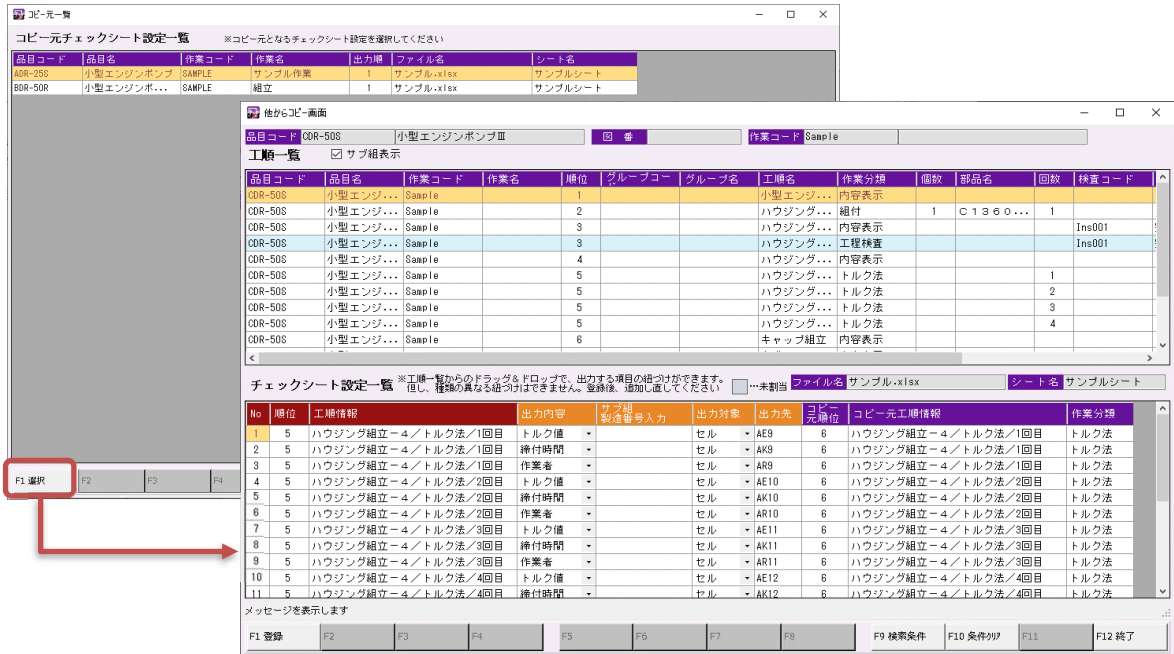 コピー元一覧
コピー元チェックシート設定一覧 ※コピー元となるチェックシート設定を選択してください
品目コード 品目名 作業コード 作業名 出力順 ファイル名 シート名
ADR-25S 小型エンジンポンプ SAMPLE サンプル作業 1 サンプル.xlsx サンプルシート
BDR-50R 小型エンジンポ... SAMPLE 組立 1 サンプル.xlsx サンプルシート
F1 選択 F2 F3 F4
他からコピー画面
品目コード CDR-50S 小型エンジンポンプⅢ 図 番 作業コード Sample
工順一覧 サブ組表示
品目コード 品目名 作業コード 作業名 順位 グループコー グループ名 工順名 作業分類 個数 部品名 回数 検査コード
CDR-50S 小型エンジ... Sample 1 小型エンジ... 内容表示
CDR-50S 小型エンジ... Sample 2 ハウジング... 組付 1 C1360... 1
CDR-50S 小型エンジ... Sample 3 ハウジング... 内容表示 Ins001
CDR-50S 小型エンジ... Sample 3 ハウジング... 工程検査 Ins001
CDR-50S 小型エンジ... Sample 4 ハウジング... 内容表示
CDR-50S 小型エンジ... Sample 5 ハウジング... トルク法 1
CDR-50S 小型エンジ... Sample 5 ハウジング... トルク法 2
CDR-50S 小型エンジ... Sample 5 ハウジング... トルク法 3
CDR-50S 小型エンジ... Sample 5 ハウジング... トルク法 4
CDR-50S 小型エンジ... Sample 6 キャップ組立 内容表示
チェックシート設定一覧 ※工順一覧からのドラッグ&ドロップで、出力する項目の紐づけができます。
但し、種類の異なる紐づけはできません。登録後、追加し直してください …未割当 ファイル名 サンプル.xlsx シート名 サンプルシート
No 順位 工順情報 出力内容 サブ組製造番号入力 出力対象 出力先 コピー元順位 コピー元工順情報 作業分類
1 5 ハウジング組立-4/トルク法/1回目 トルク値 セル AE9 6 ハウジング組立-4/トルク法/1回目 トルク法
2 5 ハウジング組立-4/トルク法/1回目 締付時間 セル AK9 6 ハウジング組立-4/トルク法/1回目 トルク法
3 5 ハウジング組立-4/トルク法/1回目 作業者 セル AR9 6 ハウジング組立-4/トルク法/1回目 トルク法
4 5 ハウジング組立-4/トルク法/2回目 トルク値 セル AE10 6 ハウジング組立-4/トルク法/2回目 トルク法
5 5 ハウジング組立-4/トルク法/2回目 締付時間 セル AK10 6 ハウジング組立-4/トルク法/2回目 トルク法
6 5 ハウジング組立-4/トルク法/2回目 作業者 セル AR10 6 ハウジング組立-4/トルク法/2回目 トルク法
7 5 ハウジング組立-4/トルク法/3回目 トルク値 セル AE11 6 ハウジング組立-4/トルク法/3回目 トルク法
8 5 ハウジング組立-4/トルク法/3回目 締付時間 セル AK11 6 ハウジング組立-4/トルク法/3回目 トルク法
9 5 ハウジング組立-4/トルク法/3回目 作業者 セル AR11 6 ハウジング組立-4/トルク法/3回目 トルク法
10 5 ハウジング組立-4/トルク法/4回目 トルク値 セル AE12 6 ハウジング組立-4/トルク法/4回目 トルク法
11 5 ハウジング組立-4/トルク法/4回目 締付時間 セル AK12 6 ハウジング組立-4/トルク法/4回目 トルク法
メッセージを表示します
F1 登録 F2 F3 F4 F5 F6 F7 F8 F9 検索条件 F10 条件クリア F11 F12 終了